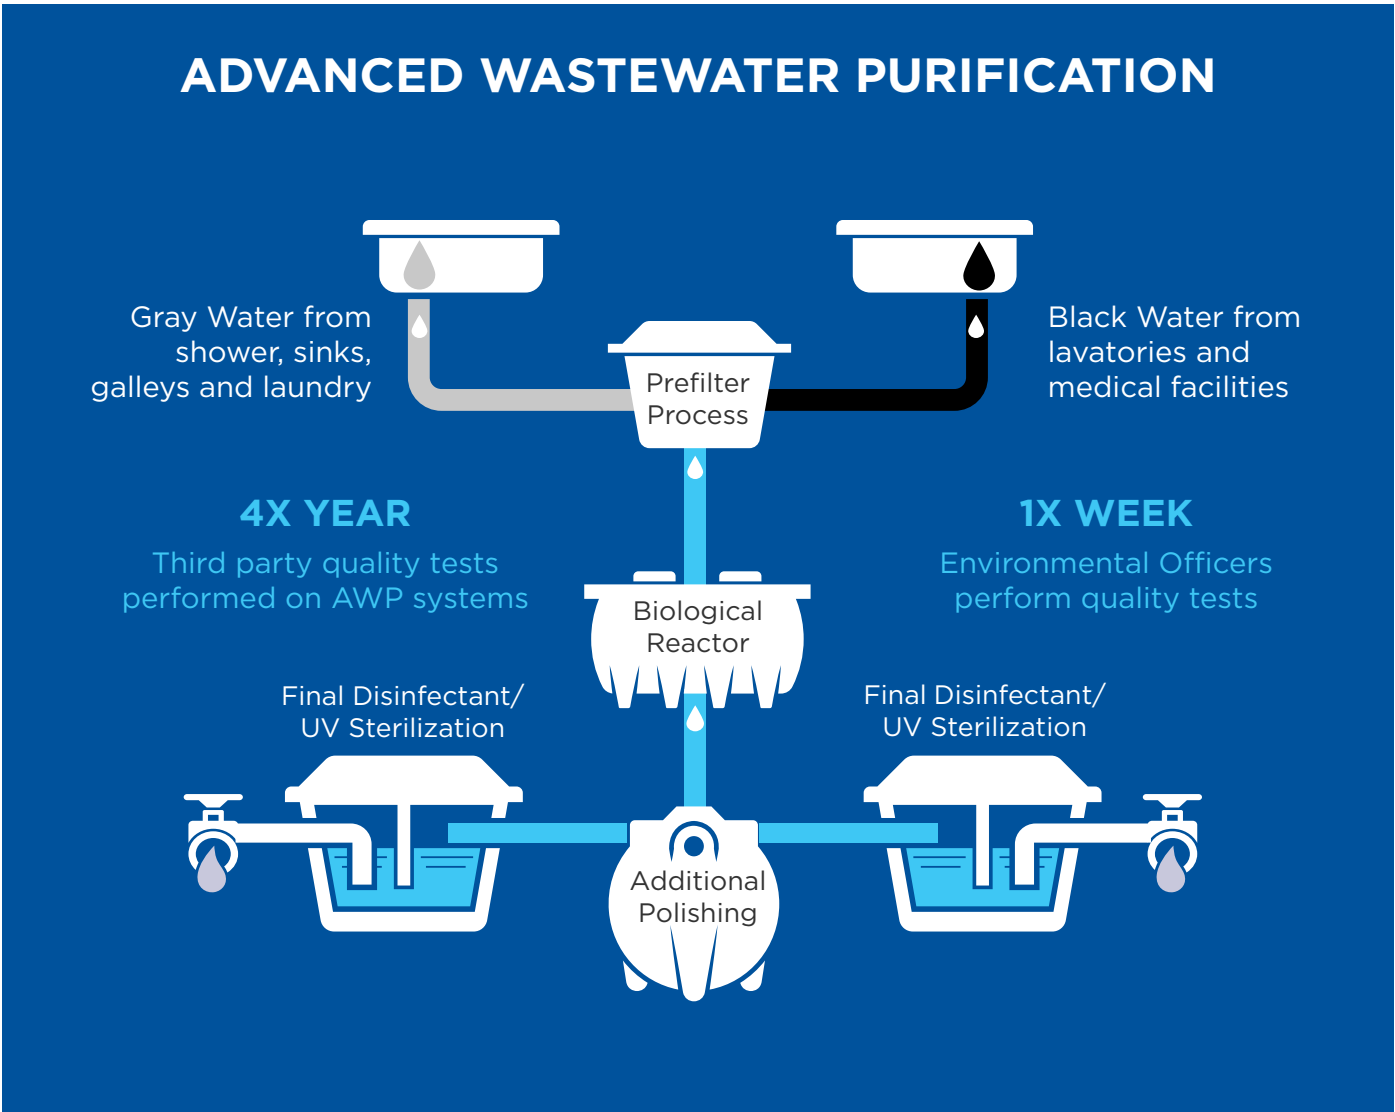 ADVANCED WASTEWATER PURIFICATION
Gray Water from
shower, sinks,
galleys and laundry
Black Water from
lavatories and
medical facilities
Prefilter
Process
4X YEAR
Third party quality tests
performed on AWP systems
1X WEEK
Environmental Officers
perform quality tests
Biological
Reactor
Final Disinfectant/
UV Sterilization
Final Disinfectant/
UV Sterilization
Additional
Polishing